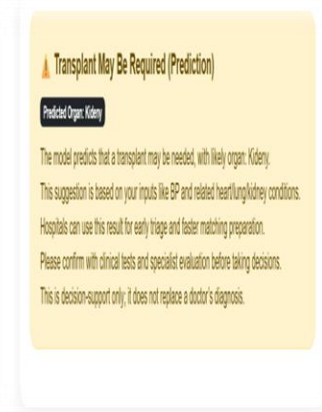 Transplant May Be Required (Prediction)
Predicted Organ: Kideny
The model predicts that a transplant may be needed, with likely organ: Kideny.
This suggestion is based on your inputs like BP and related heart/lung/kidney conditions.
Hospitals can use this result for early triage and faster matching preparation.
Please confirm with clinical tests and specialist evaluation before taking decisions.
This is decision-support only; it does not replace a doctor's diagnosis.